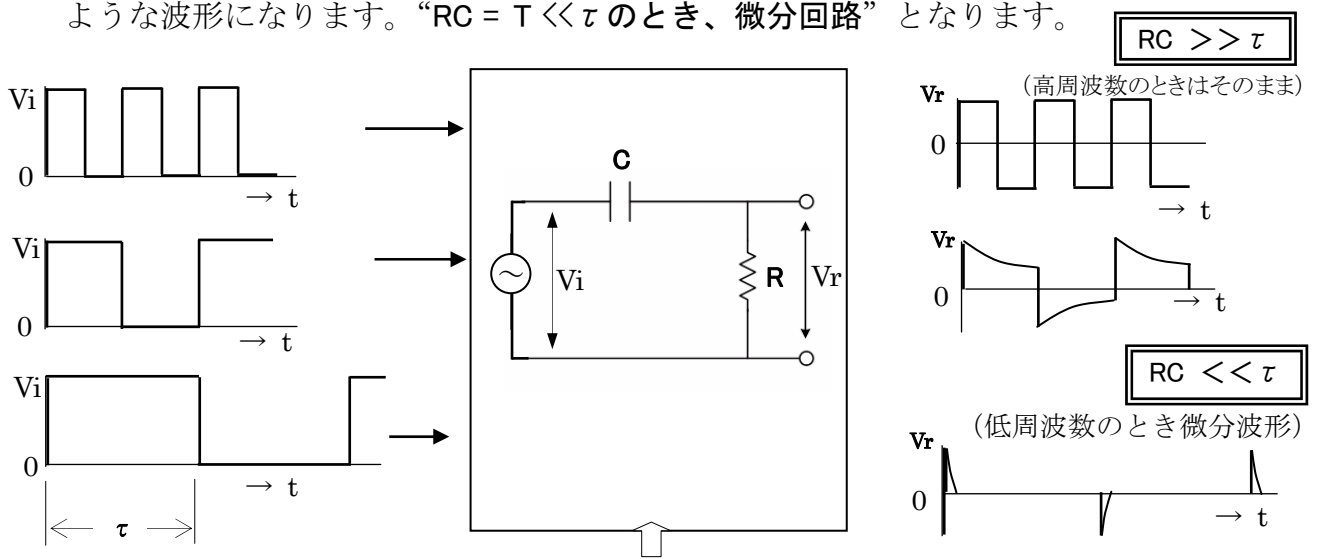 ような波形になります。“RC = T≪τのとき、微分回路”となります。
RC ＞＞τ
（高周波数のときはそのまま）
Vi
0
→ t
C
Vi
R
Vr
Vr
0
→ t
Vi
0
→ t
Vr
0
→ t
RC ＜＜τ
（低周波数のとき微分波形）
Vi
0
→ t
τ
Vr
0
→ t